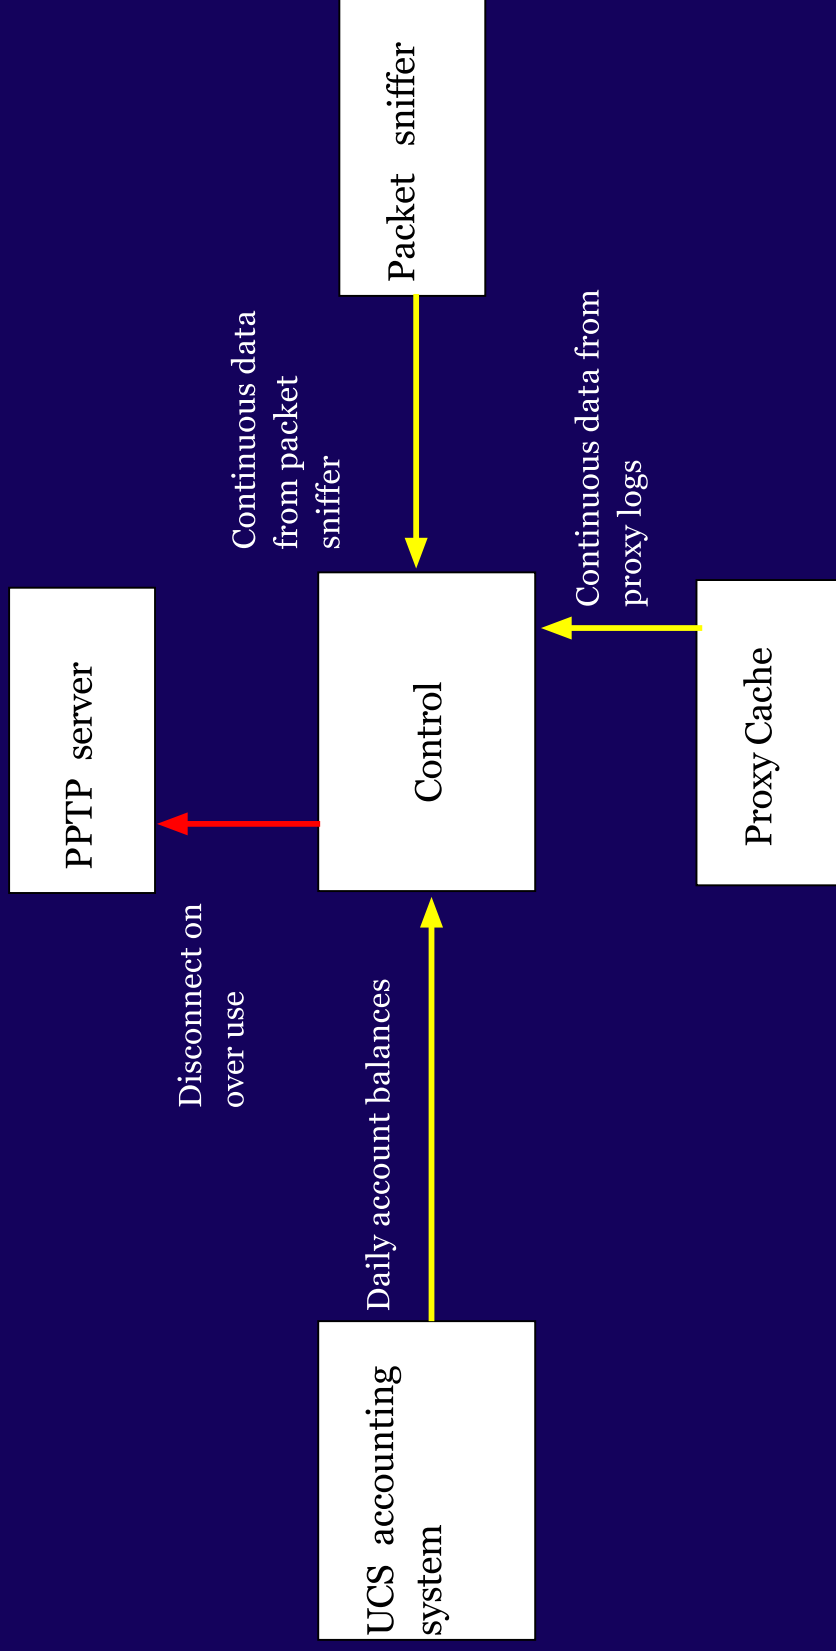 PPTP server
Disconnect on
over use
Continuous data
from packet
sniffer
UCS accounting
system
Daily account balances
Control
Packet sniffer
Continuous data from
proxy logs
Proxy Cache